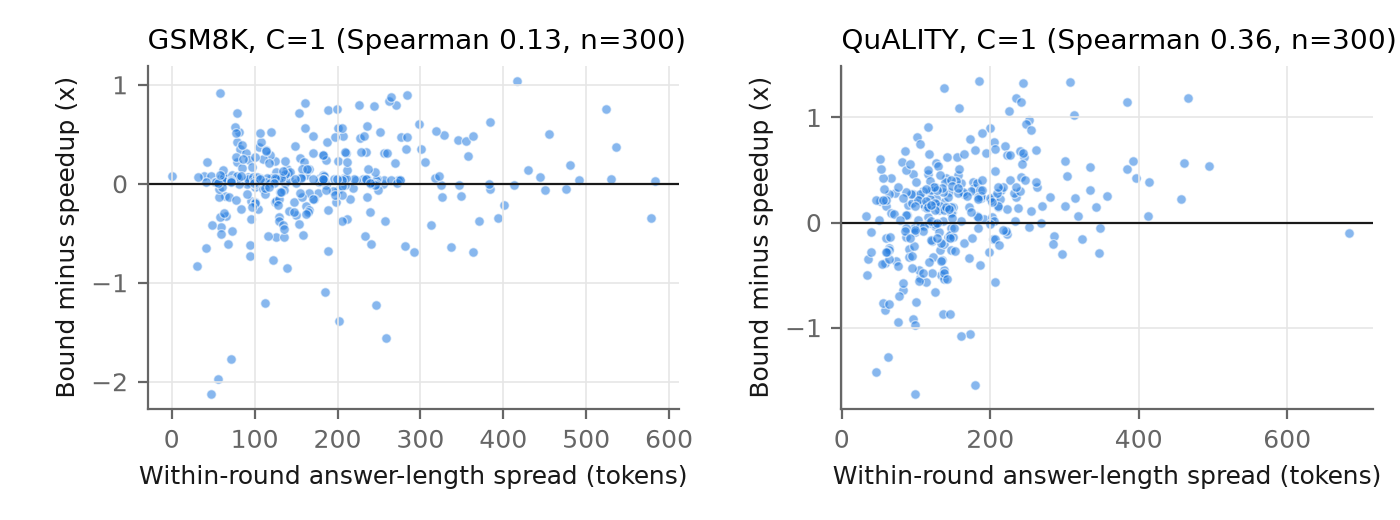 GSM8K, C=1 (Spearman 0.13, n=300)
Bound minus speedup (x)
1
0
−1
−2
0 100 200 300 400 500 600
Within-round answer-length spread (tokens)
QuALITY, C=1 (Spearman 0.36, n=300)
Bound minus speedup (x)
1
0
−1
0 200 400 600
Within-round answer-length spread (tokens)